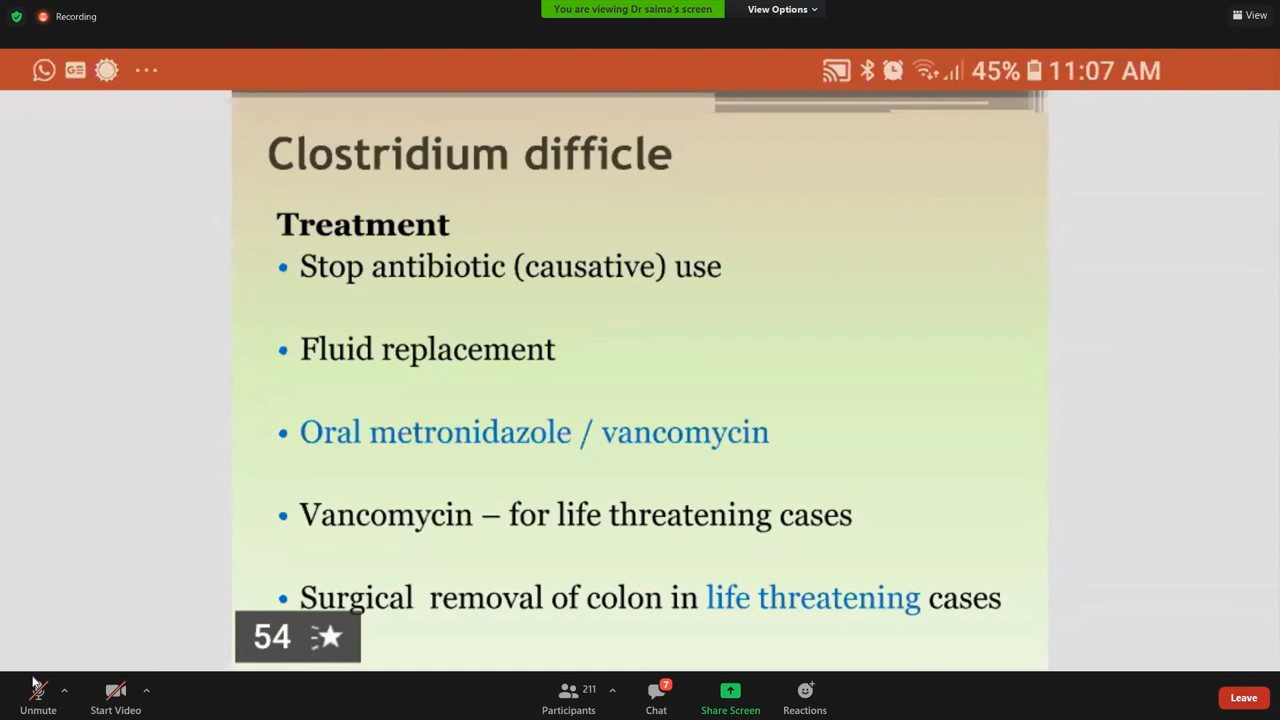 Recording
You are viewing Dr saima's screen
View Options
View
45% 11:07 AM
Clostridium difficle
Treatment
• Stop antibiotic (causative) use
• Fluid replacement
• Oral metronidazole / vancomycin
• Vancomycin – for life threatening cases
• Surgical removal of colon in life threatening cases
54
Unmute
Start Video
211
Participants
7
Chat
Share Screen
Reactions
Leave